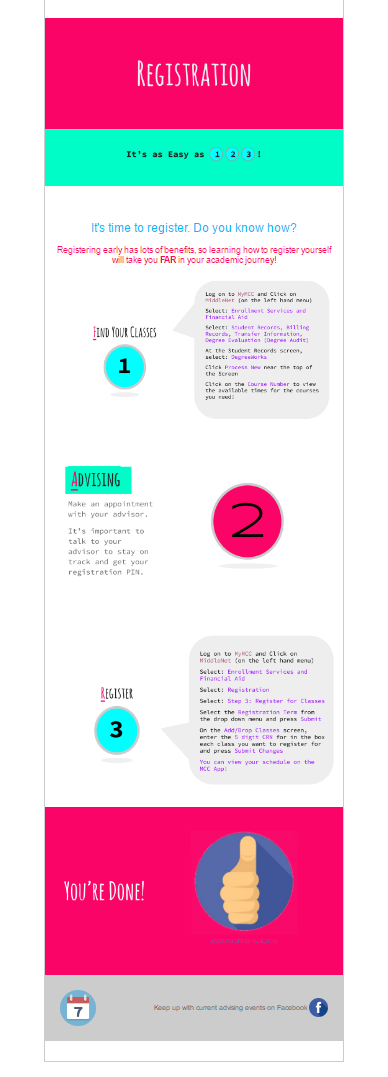 Registration
It's as Easy as 1 2 3 !
It's time to register. Do you know how?
Registering early has lots of benefits, so learning how to register yourself
will take you FAR in your academic journey!
Find Your Classes
1
Log on to MyMCC and Click on
MiddleNet (on the left hand menu)
Select: Enrollment Services and
Financial Aid
Select: Student Records, Billing
Records, Transfer Information,
Degree Evaluation (Degree Audit)
At the Student Records screen,
select: DegreeWorks
Click Process New near the top of
the Screen
Click on the Course Number to view
the available times for the courses
you need!
Advising
Make an appointment
with your advisor.
It's important to
talk to your
advisor to stay on
track and get your
registration PIN.
2
Register
3
Log on to MyMCC and Click on
MiddleNet (on the left hand menu)
Select: Enrollment Services and
Financial Aid
Select: Registration
Select: Step 3: Register for Classes
Select the Registration Term from
the drop down menu and press Submit
On the Add/Drop Classes screen,
enter the 5 digit CRN for in the box
each class you want to register for
and press Submit Changes
You can view your schedule on the
MCC App!
You're Done!
7
Keep up with current advising events on Facebook
f